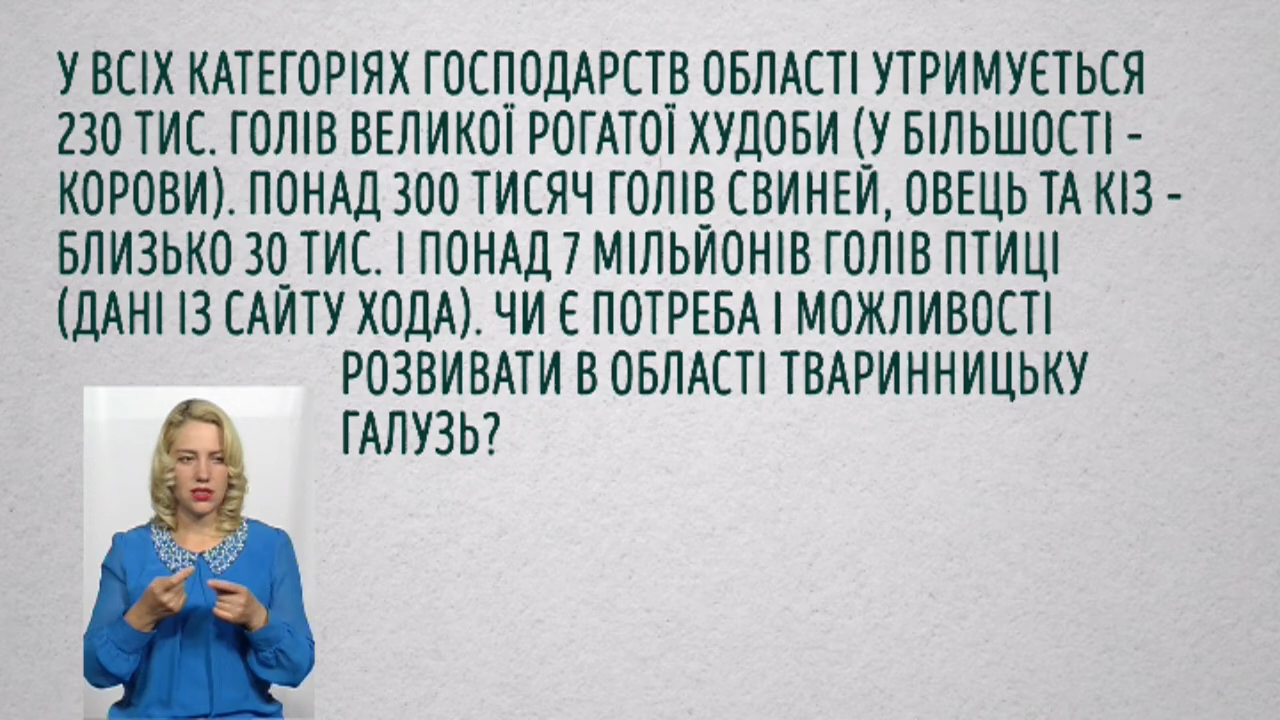 У ВСІХ КАТЕГОРІЯХ ГОСПОДАРСТВ ОБЛАСТІ УТРИМУЄТЬСЯ
230 ТИС. ГОЛІВ ВЕЛИКОЇ РОГАТОЇ ХУДОБИ (У БІЛЬШОСТІ -
КОРОВИ). ПОНАД 300 ТИСЯЧ ГОЛІВ СВИНЕЙ, ОВЕЦЬ ТА КІЗ -
БЛИЗЬКО 30 ТИС. І ПОНАД 7 МІЛЬЙОНІВ ГОЛІВ ПТИЦІ
(ДАНІ ІЗ САЙТУ ХОДА). ЧИ Є ПОТРЕБА І МОЖЛИВОСТІ
РОЗВИВАТИ В ОБЛАСТІ ТВАРИННИЦЬКУ
ГАЛУЗЬ?